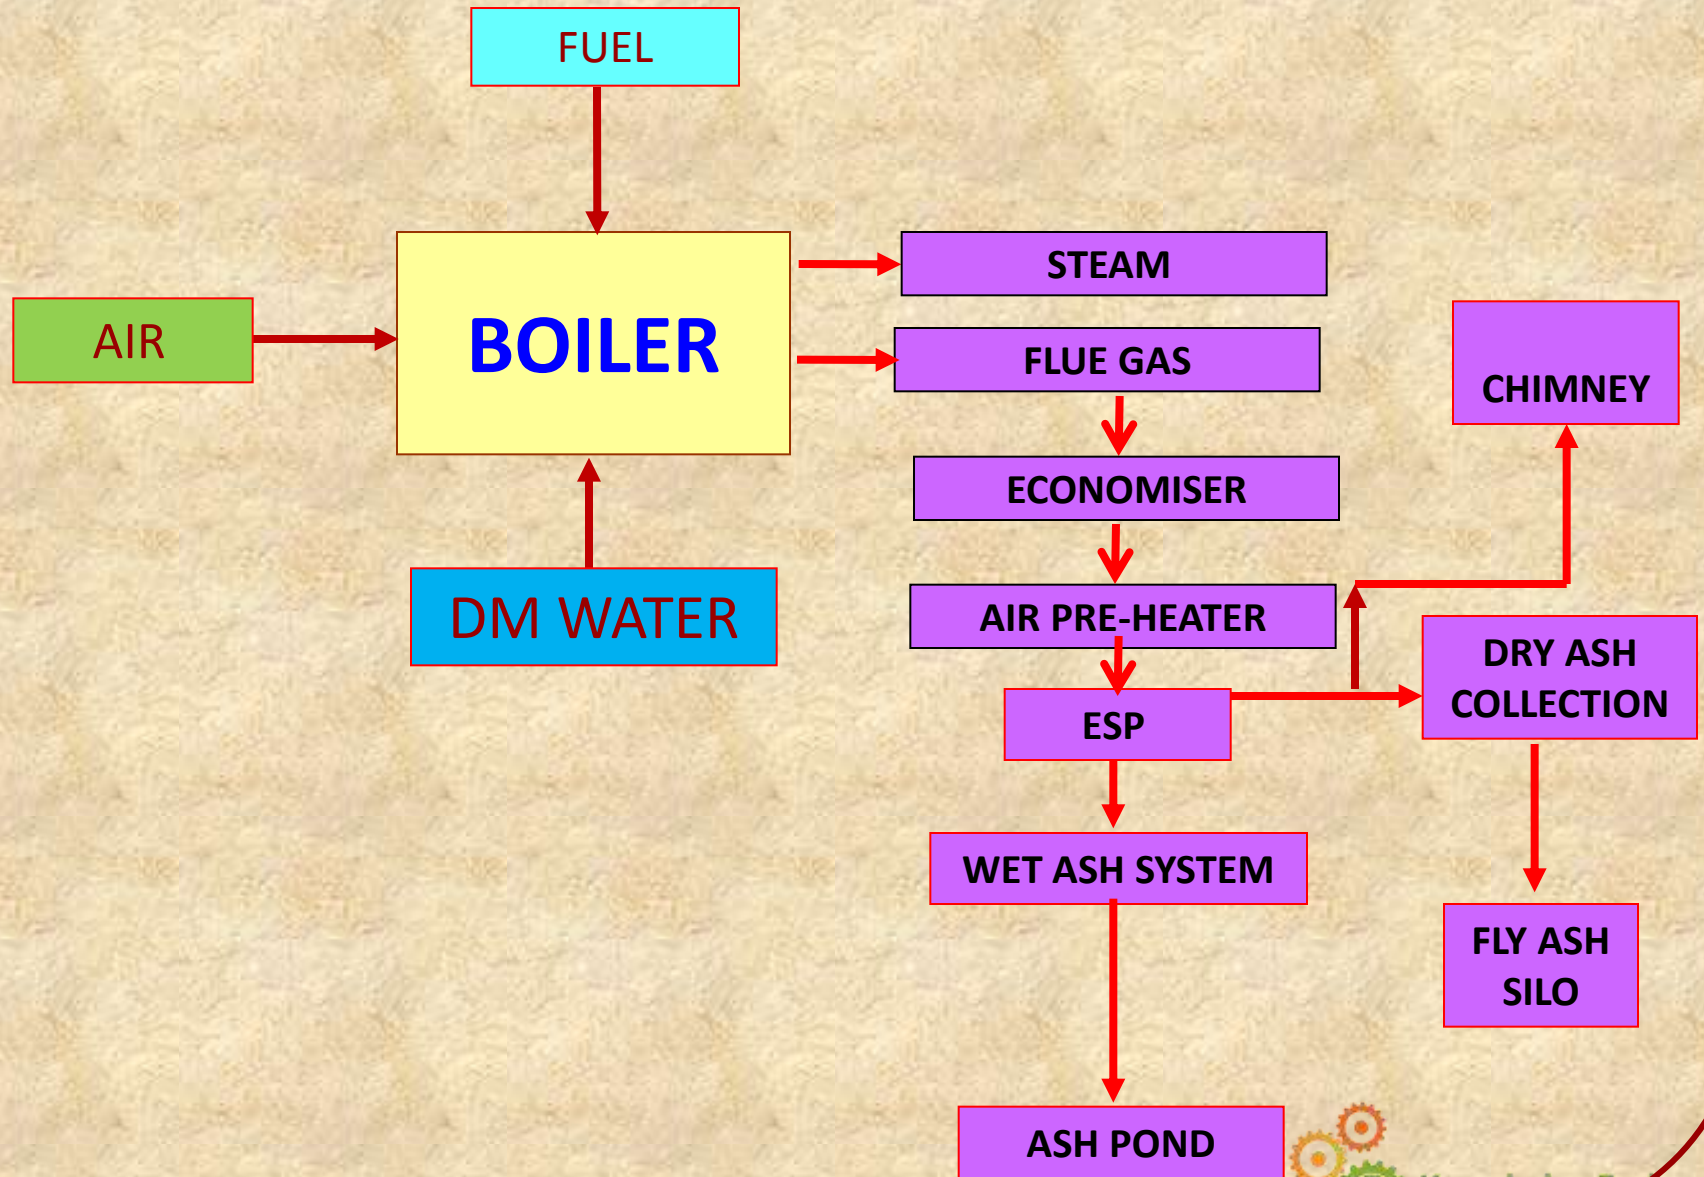 FUEL
AIR
BOILER
DM WATER
STEAM
FLUE GAS
ECONOMISER
AIR PRE-HEATER
ESP
CHIMNEY
DRY ASH
COLLECTION
WET ASH SYSTEM
FLY ASH
SILO
ASH POND